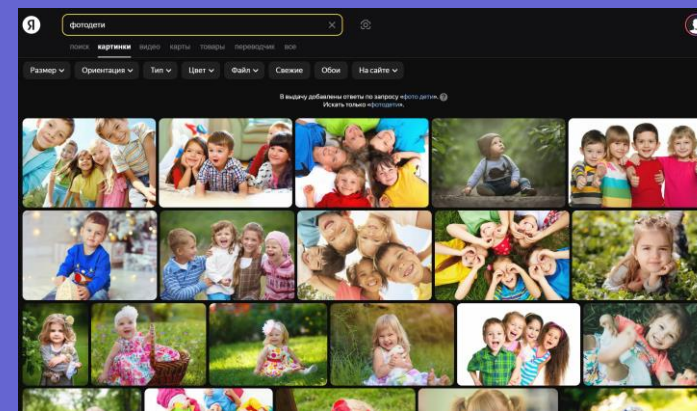 Я
фотодети
поиск картинки видео карты товары переводчик все
Размер Ориентация Тип Цвет Файл Свежие Обои На сайте
В выдачу добавлены ответы по запросу «фото дети».
Искать только «фотодети».